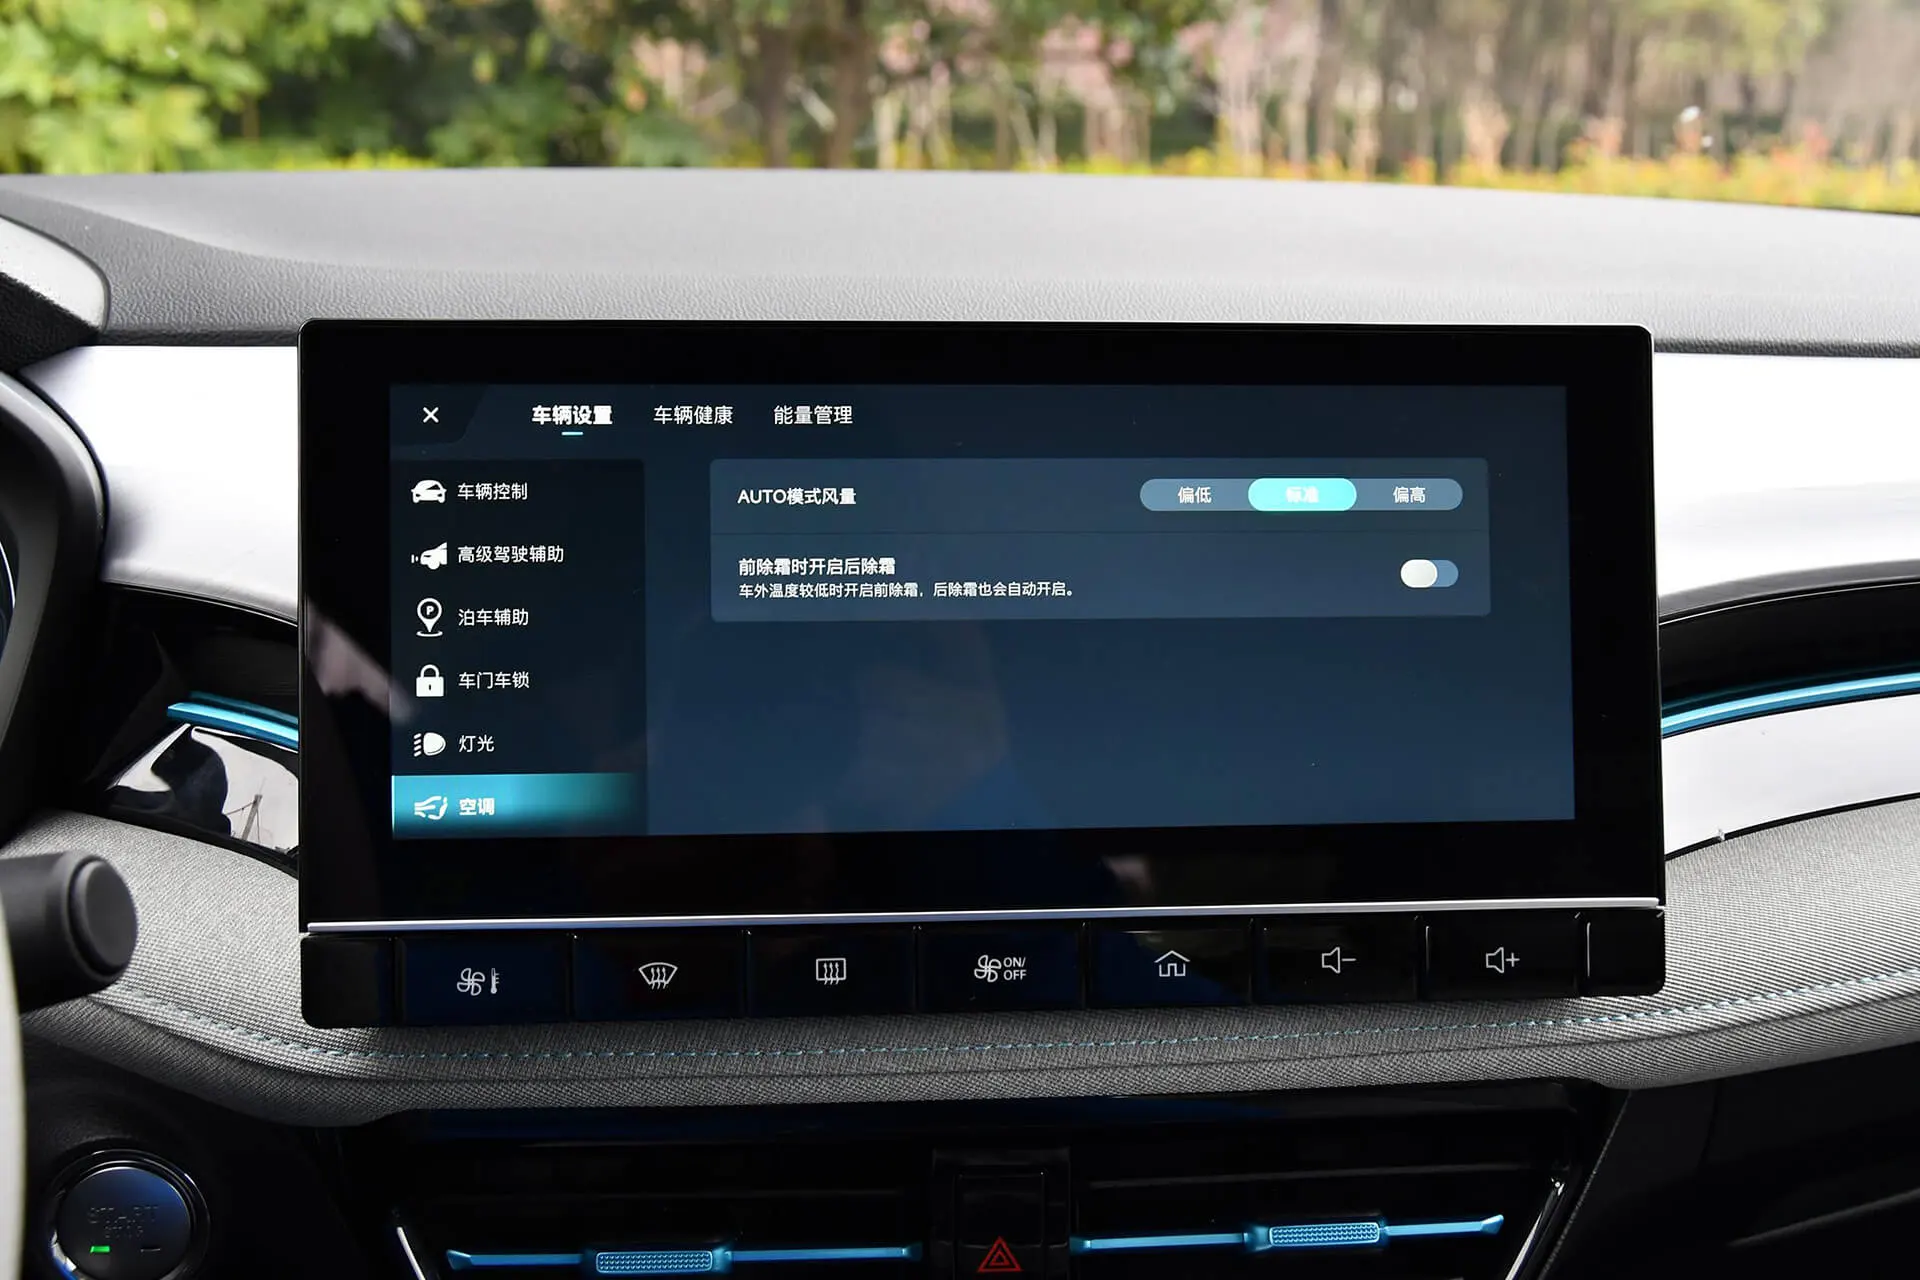 车辆设置 车辆健康 能量管理
车辆控制
高级驾驶辅助
泊车辅助
车门车锁
灯光
空调
AUTO模式风量 偏低 标准 偏高
前除霜时开启后除霜
车外温度较低时开启前除霜，后除霜也会自动开启。
ON/
OFF
START